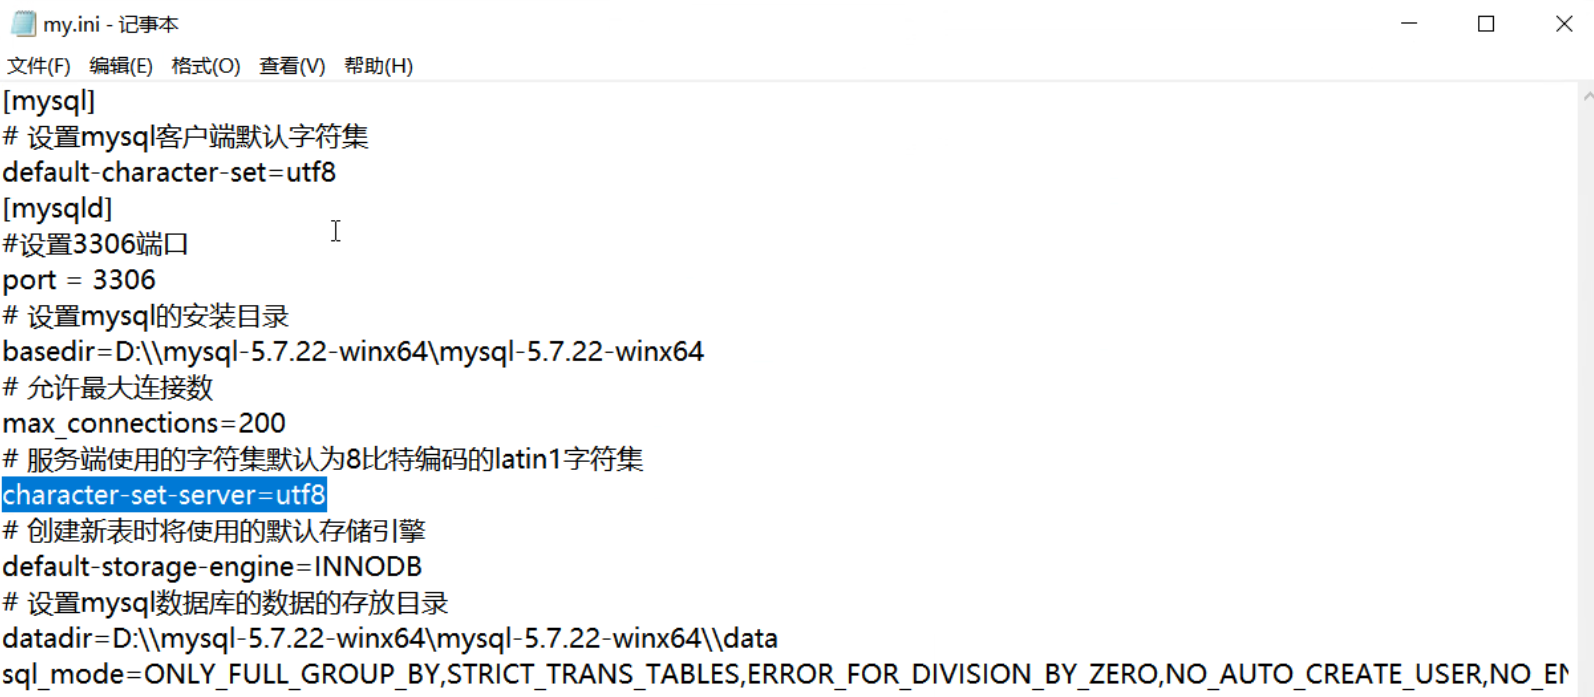 my.ini - 记事本
文件(F) 编辑(E) 格式(O) 查看(V) 帮助(H)
[mysql]
# 设置mysql客户端默认字符集
default-character-set=utf8
[mysqld]
#设置3306端口
port = 3306
# 设置mysql的安装目录
basedir=D:\\mysql-5.7.22-winx64\mysql-5.7.22-winx64
# 允许最大连接数
max_connections=200
# 服务端使用的字符集默认为8比特编码的latin1字符集
character-set-server=utf8
# 创建新表时将使用的默认存储引擎
default-storage-engine=INNODB
# 设置mysql数据库的数据的存放目录
datadir=D:\\mysql-5.7.22-winx64\mysql-5.7.22-winx64\\data
sql_mode=ONLY_FULL_GROUP_BY,STRICT_TRANS_TABLES,ERROR_FOR_DIVISION_BY_ZERO,NO_AUTO_CREATE_USER,NO_EN